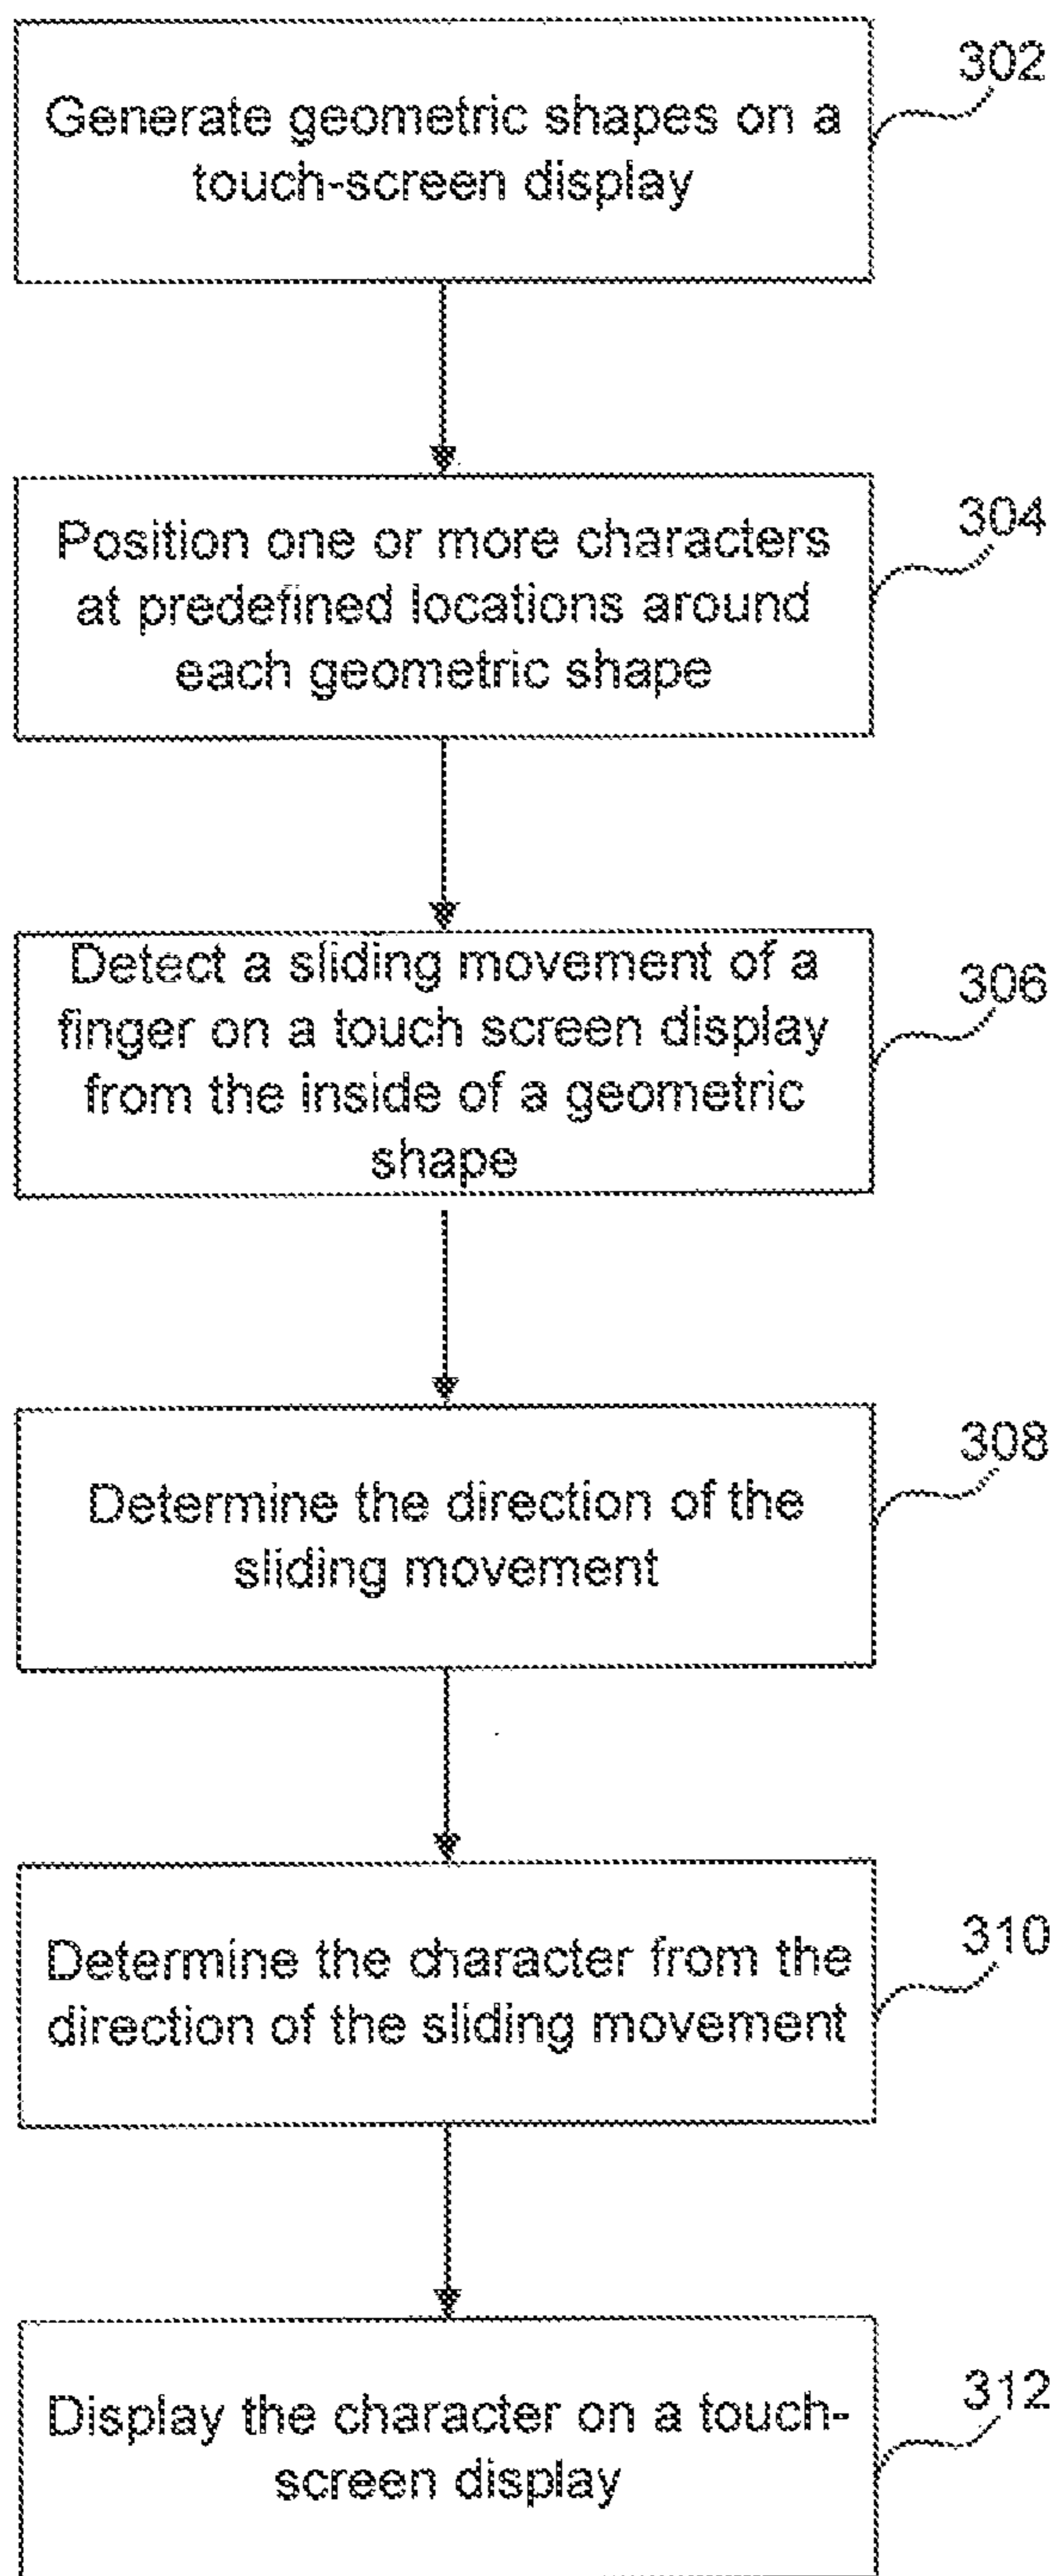 302
Generate geometric shapes on a
touch-screen display
304
Position one or more characters
at predefined locations around
each geometric shape
306
Detect a sliding movement of a
finger on a touch screen display
from the inside of a geometric
shape
308
Determine the direction of the
sliding movement
310
Determine the character from the
direction of the sliding movement
312
Display the character on a touch-
screen display